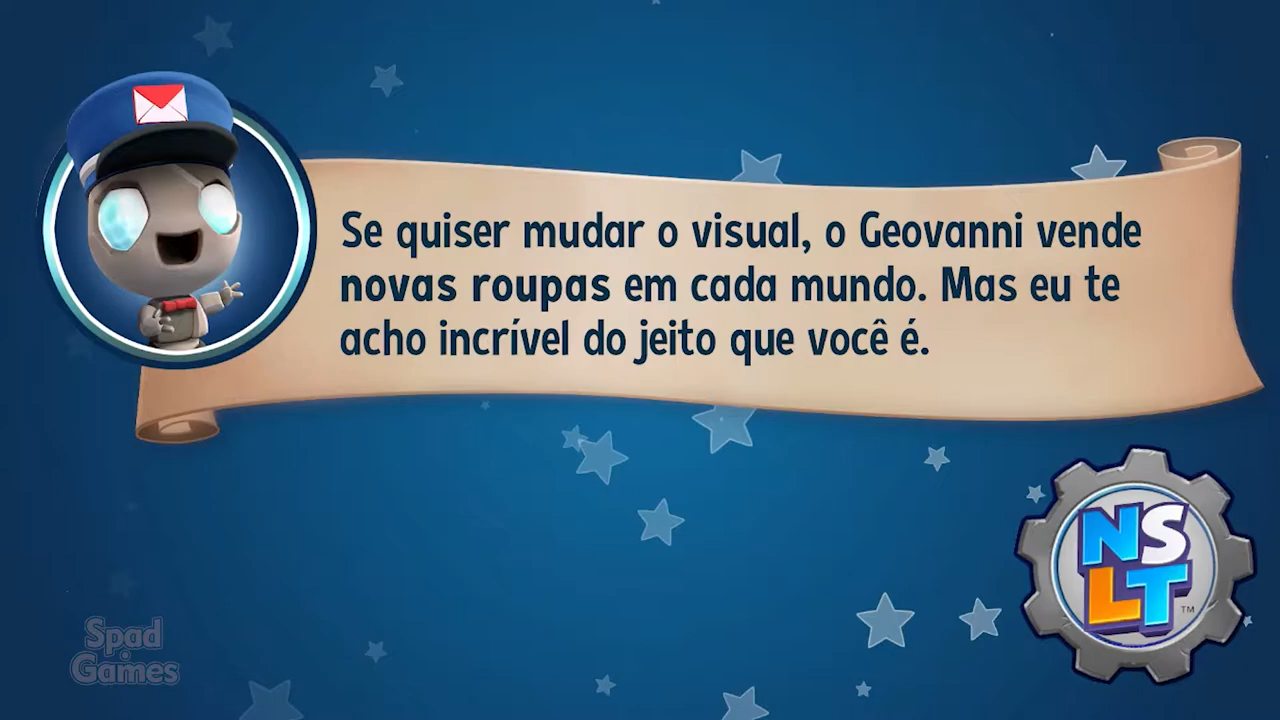 Se quiser mudar o visual, o Geovanni vende
novas roupas em cada mundo. Mas eu te
acho incrível do jeito que você é.
NS
LT
TM
Spad
Games